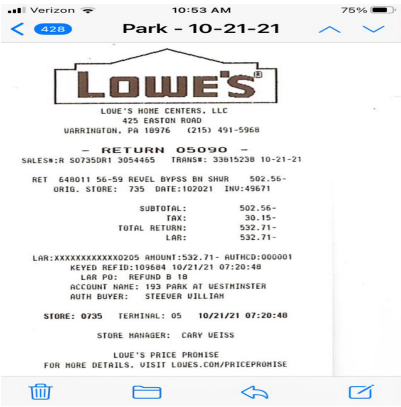 Verizon 10:53 AM 75%
428 Park - 10-21-21
LOWE'S
LOWE'S HOME CENTERS, LLC
425 EASTON ROAD
WARRINGTON, PA 18976 (215) 491-5968
- RETURN 05090 -
SALES#:R S0735DR1 3054465 TRANS#: 33815238 10-21-21
RET 648011 56-59 REVEL BYPSS BN SHWR 502.56-
ORIG. STORE: 735 DATE:102021 INV:49671
SUBTOTAL: 502.56-
TAX: 30.15-
TOTAL RETURN: 532.71-
LAR: 532.71-
LAR:XXXXXXXXXXXX0205 AMOUNT:532.71- AUTHCD:000001
KEYED REFID:109684 10/21/21 07:20:48
LAR PO: REFUND B 18
ACCOUNT NAME: 193 PARK AT WESTMINSTER
AUTH BUYER: STEEVER WILLIAM
STORE: 0735 TERMINAL: 05 10/21/21 07:20:48
STORE MANAGER: CARY WEISS
LOWE'S PRICE PROMISE
FOR MORE DETAILS, VISIT LOWES.COM/PRICEPROMISE